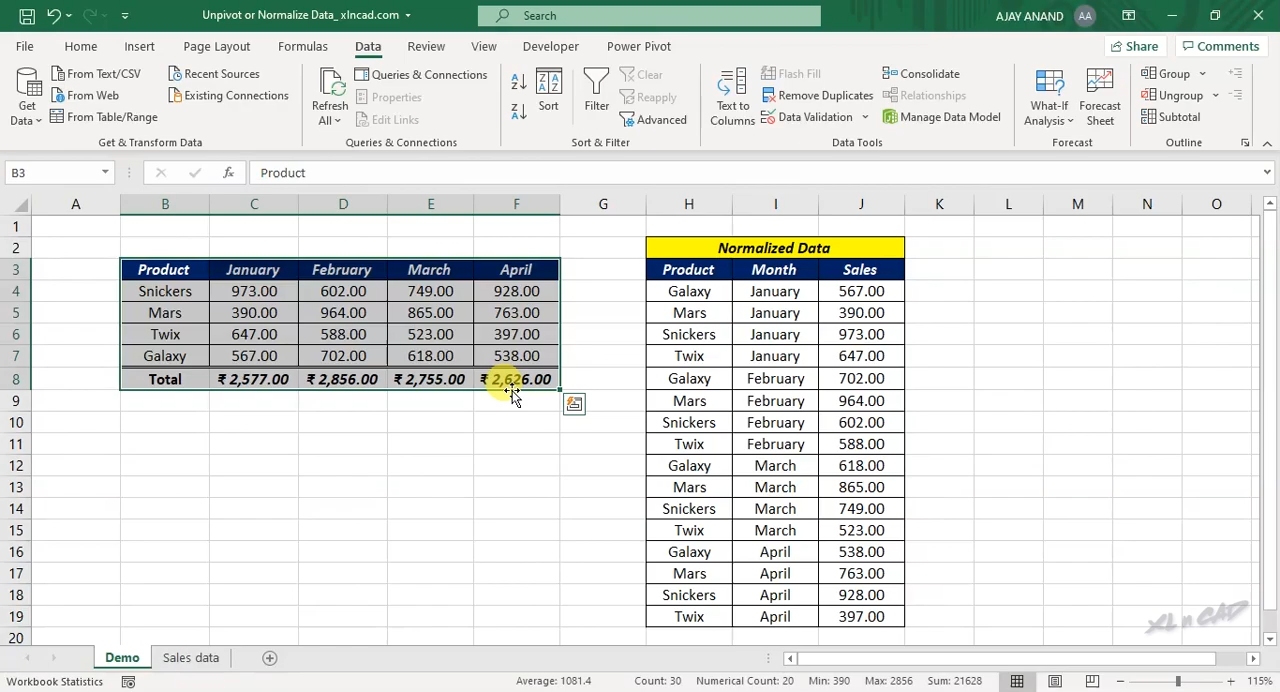 Unpivot or Normalize Data_ xlncad.com
Search
AJAY ANAND
AA
File Home Insert Page Layout Formulas Data Review View Developer Power Pivot Share Comments
Get Data
From Text/CSV
From Web
From Table/Range
Recent Sources
Existing Connections
Get & Transform Data
Refresh All
Queries & Connections
Properties
Edit Links
Queries & Connections
Sort
Filter
Clear
Reapply
Advanced
Sort & Filter
Text to Columns
Flash Fill
Remove Duplicates
Data Validation
Consolidate
Relationships
Manage Data Model
Data Tools
What-If Analysis
Forecast Sheet
Forecast
Group
Ungroup
Subtotal
Outline
B3
fx
Product
A B C D E F G H I J K L M N O
1
2 Normalized Data
3 Product January February March April Product Month Sales
4 Snickers 973.00 602.00 749.00 928.00 Galaxy January 567.00
5 Mars 390.00 964.00 865.00 763.00 Mars January 390.00
6 Twix 647.00 588.00 523.00 397.00 Snickers January 973.00
7 Galaxy 567.00 702.00 618.00 538.00 Twix January 647.00
8 Total ₹ 2,577.00 ₹ 2,856.00 ₹ 2,755.00 ₹ 2,626.00 Galaxy February 702.00
9 Mars February 964.00
10 Snickers February 602.00
11 Twix February 588.00
12 Galaxy March 618.00
13 Mars March 865.00
14 Snickers March 749.00
15 Twix March 523.00
16 Galaxy April 538.00
17 Mars April 763.00
18 Snickers April 928.00
19 Twix April 397.00
20
XL n CAD
Demo Sales data
Workbook Statistics
Average: 1081.4 Count: 30 Numerical Count: 20 Min: 390 Max: 2856 Sum: 21628
115%